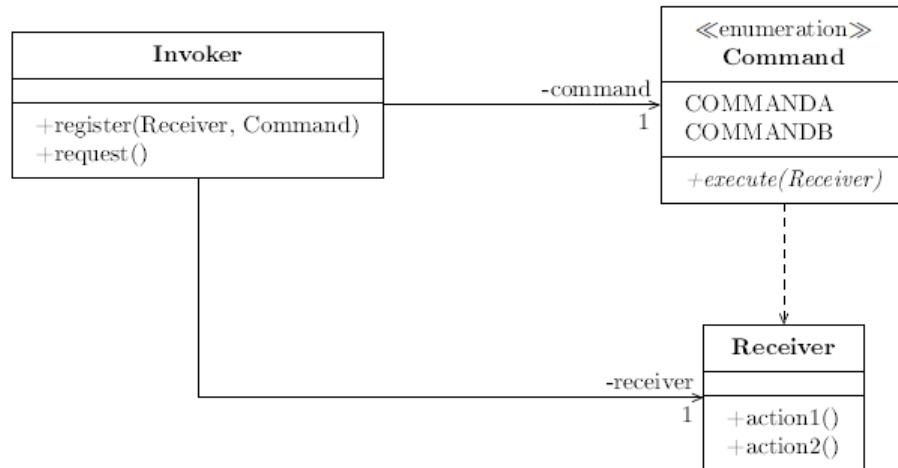 Invoker
+register(Receiver, Command)
+request()
-command
1
≪enumeration≫
Command
COMMANDA
COMMANDB
+execute(Receiver)
-receiver
1
Receiver
+action1()
+action2()